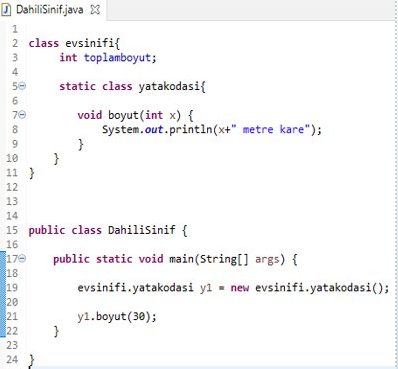 DahiliSinif.java
1
2 class evsinifi{
3 int toplamboyut;
4
5 static class yatakodasi{
6
7 void boyut(int x) {
8 System.out.println(x+" metre kare");
9 }
10 }
11 }
12
13
14
15 public class DahiliSinif {
16
17 public static void main(String[] args) {
18
19 evsinifi.yatakodasi y1 = new evsinifi.yatakodasi();
20
21 y1.boyut(30);
22 }
23
24 }